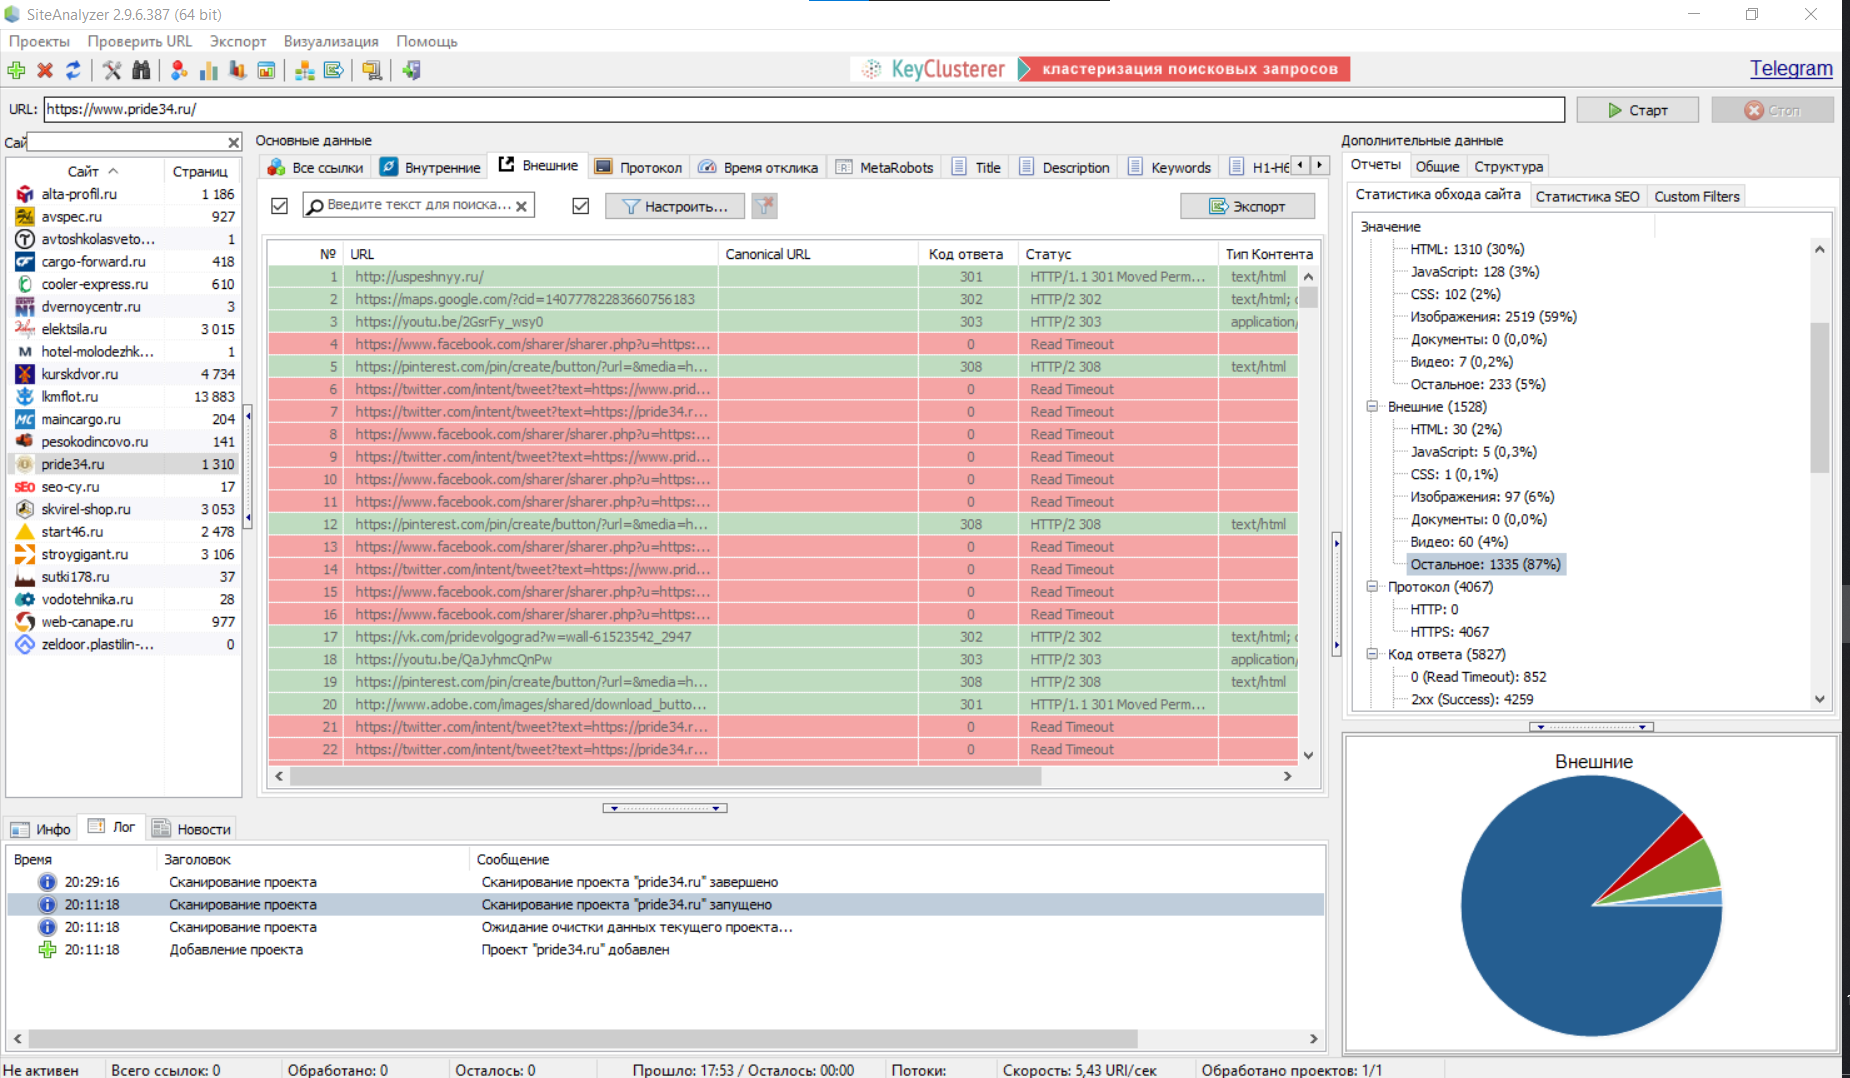 SiteAnalyzer 2.9.6.387 (64 bit)
Проекты Проверить URL Экспорт Визуализация Помощь
KeyClusterer кластеризация поисковых запросов
Telegram
URL: https://www.pride34.ru/ Старт Стоп
Сай
Сайт Страниц
alta-profil.ru 1 186
avspec.ru 927
avtoshkolasveto... 1
cargo-forward.ru 418
cooler-express.ru 610
dvernoycentr.ru 3
elektsila.ru 3 015
hotel-molodezhk... 1
kurskdvor.ru 4 734
lkmflot.ru 13 883
maincargo.ru 204
pesokodincovo.ru 141
pride34.ru 1 310
seo-cy.ru 17
skvirel-shop.ru 3 053
start46.ru 2 478
stroygigant.ru 3 106
sutki178.ru 37
vodotehnika.ru 28
web-canape.ru 977
zeldoor.plastilin-... 0
Основные данные
Все ссылки Внутренние Внешние Протокол Время отклика MetaRobots Title Description Keywords H1-H6
Введите текст для поиска... Настроить... Экспорт
№ URL Canonical URL Код ответа Статус Тип Контента
1 http://uspeshnyy.ru/ 301 HTTP/1.1 301 Moved Perm... text/html
2 https://maps.google.com/?cid=14077782283660756183 302 HTTP/2 302 text/html; c
3 https://youtu.be/2GsrFy_wsy0 303 HTTP/2 303 application/
4 https://www.facebook.com/sharer/sharer.php?u=https:... 0 Read Timeout
5 https://pinterest.com/pin/create/button/?url=&media=h... 308 HTTP/2 308 text/html
6 https://twitter.com/intent/tweet?text=https://www.prid... 0 Read Timeout
7 https://twitter.com/intent/tweet?text=https://pride34.r... 0 Read Timeout
8 https://www.facebook.com/sharer/sharer.php?u=https:... 0 Read Timeout
9 https://twitter.com/intent/tweet?text=https://www.prid... 0 Read Timeout
10 https://www.facebook.com/sharer/sharer.php?u=https:... 0 Read Timeout
11 https://www.facebook.com/sharer/sharer.php?u=https:... 0 Read Timeout
12 https://pinterest.com/pin/create/button/?url=&media=h... 308 HTTP/2 308 text/html
13 https://www.facebook.com/sharer/sharer.php?u=https:... 0 Read Timeout
14 https://twitter.com/intent/tweet?text=https://www.prid... 0 Read Timeout
15 https://www.facebook.com/sharer/sharer.php?u=https:... 0 Read Timeout
16 https://www.facebook.com/sharer/sharer.php?u=https:... 0 Read Timeout
17 https://vk.com/pridevolgograd?w=wall-61523542_2947 302 HTTP/2 302 text/html; c
18 https://youtu.be/QaJyhmcQnPw 303 HTTP/2 303 application/
19 https://pinterest.com/pin/create/button/?url=&media=h... 308 HTTP/2 308 text/html
20 http://www.adobe.com/images/shared/download_butto... 301 HTTP/1.1 301 Moved Perm...
21 https://twitter.com/intent/tweet?text=https://pride34.r... 0 Read Timeout
22 https://twitter.com/intent/tweet?text=https://pride34.r... 0 Read Timeout
Дополнительные данные
Отчеты Общие Структура
Статистика обхода сайта Статистика SEO Custom Filters
Значение
HTML: 1310 (30%)
JavaScript: 128 (3%)
CSS: 102 (2%)
Изображения: 2519 (59%)
Документы: 0 (0,0%)
Видео: 7 (0,2%)
Остальное: 233 (5%)
Внешние (1528)
HTML: 30 (2%)
JavaScript: 5 (0,3%)
CSS: 1 (0,1%)
Изображения: 97 (6%)
Документы: 0 (0,0%)
Видео: 60 (4%)
Остальное: 1335 (87%)
Протокол (4067)
HTTP: 0
HTTPS: 4067
Код ответа (5827)
0 (Read Timeout): 852
2xx (Success): 4259
Внешние
Инфо Лог Новости
Время Заголовок Сообщение
20:29:16 Сканирование проекта Сканирование проекта "pride34.ru" завершено
20:11:18 Сканирование проекта Сканирование проекта "pride34.ru" запущено
20:11:18 Сканирование проекта Ожидание очистки данных текущего проекта...
20:11:18 Добавление проекта Проект "pride34.ru" добавлен
Не активен Всего ссылок: 0 Обработано: 0 Осталось: 0 Прошло: 17:53 / Осталось: 00:00 Потоки: Скорость: 5,43 URI/сек Обработано проектов: 1/1